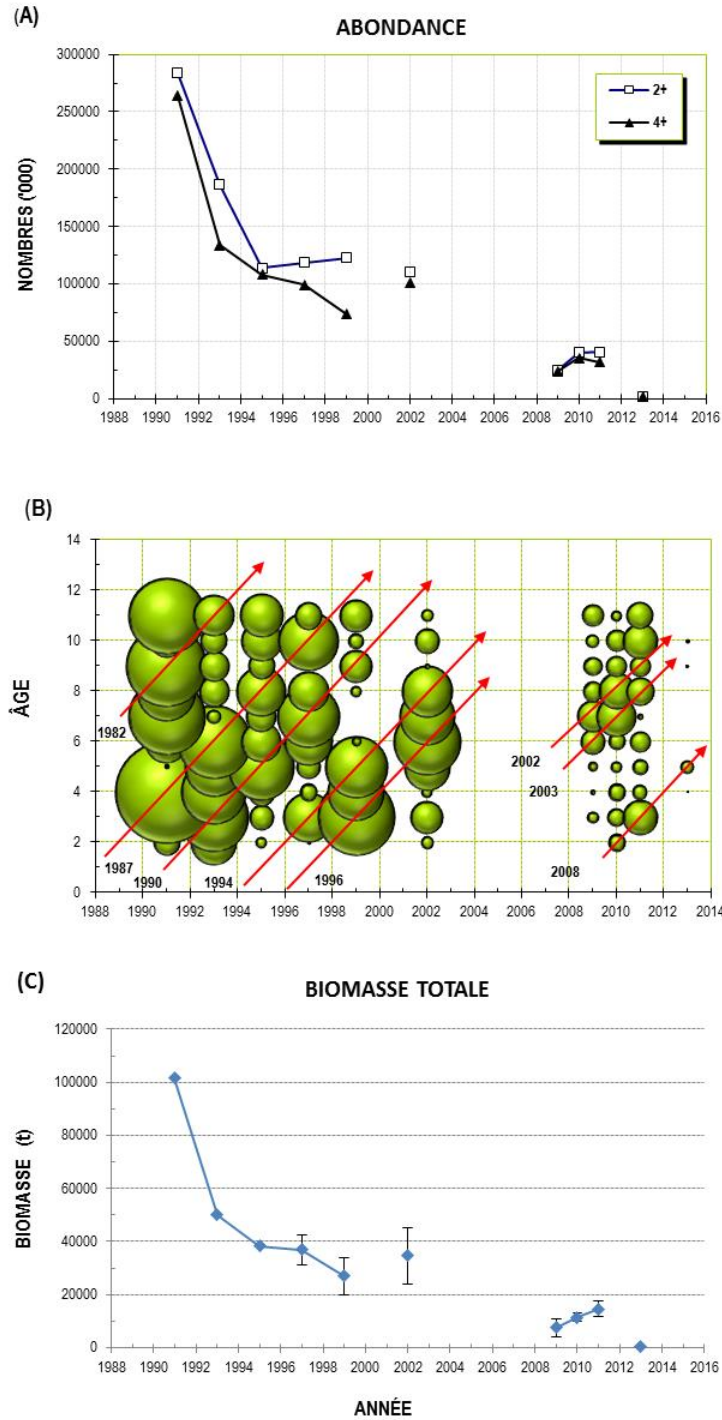 (A)
ABONDANCE
300000
250000
200000
150000
100000
50000
0
NOMBRES ('000)
2+
4+
1988 1990 1992 1994 1996 1998 2000 2002 2004 2006 2008 2010 2012 2014 2016
(B)
14
12
10
8
6
4
2
0
ÂGE
1982
1987
1990
1994
1996
2002
2003
2008
1988 1990 1992 1994 1996 1998 2000 2002 2004 2006 2008 2010 2012 2014
(C)
BIOMASSE TOTALE
120000
100000
80000
60000
40000
20000
0
BIOMASSE (t)
1988 1990 1992 1994 1996 1998 2000 2002 2004 2006 2008 2010 2012 2014 2016
ANNÉE